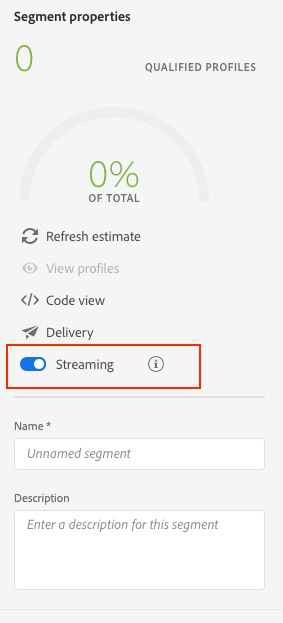 Segment properties
0
QUALIFIED PROFILES
0%
OF TOTAL
Refresh estimate
View profiles
</> Code view
Delivery
Streaming
Name *
Unnamed segment
Description
Enter a description for this segment